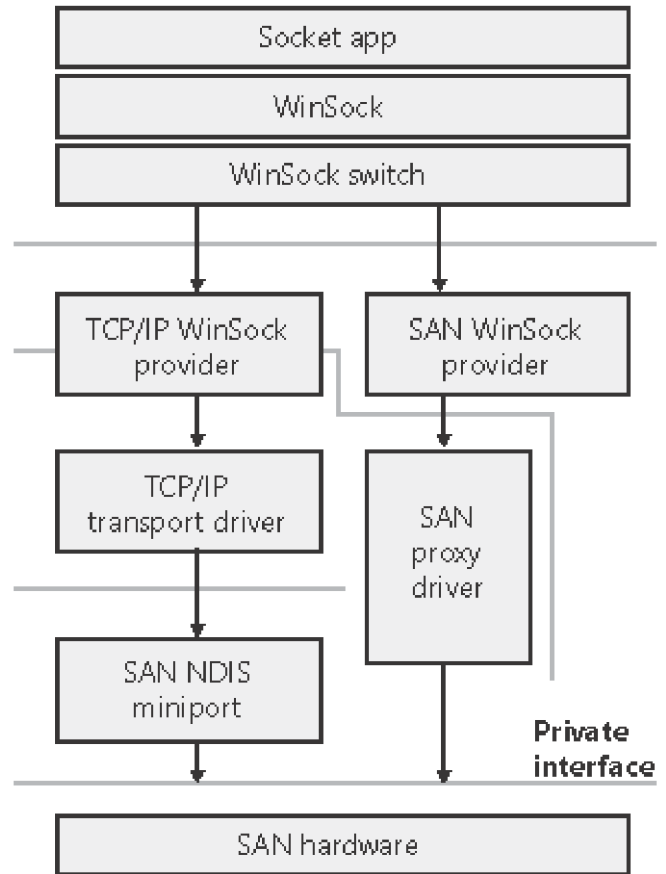 Socket app
WinSock
WinSock switch
TCP/IP WinSock
provider
SAN WinSock
provider
TCP/IP
transport driver
SAN
proxy
driver
SAN NDIS
miniport
Private
interface
SAN hardware